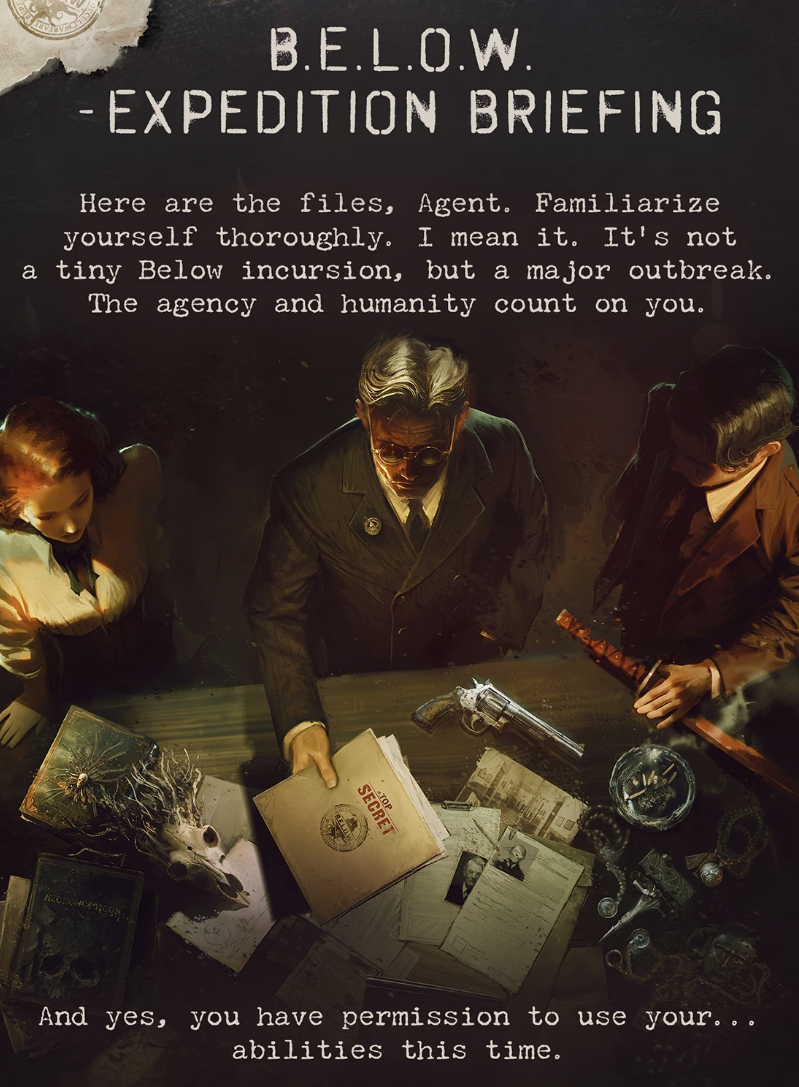 B.E.L.O.W.
-EXPEDITION BRIEFING
Here are the files, Agent. Familiarize
yourself thoroughly. I mean it. It's not
a tiny Below incursion, but a major outbreak.
The agency and humanity count on you.
TOP
SECRET
B.E.L.O.W.
NECRONOMICON
And yes, you have permission to use your...
abilities this time.